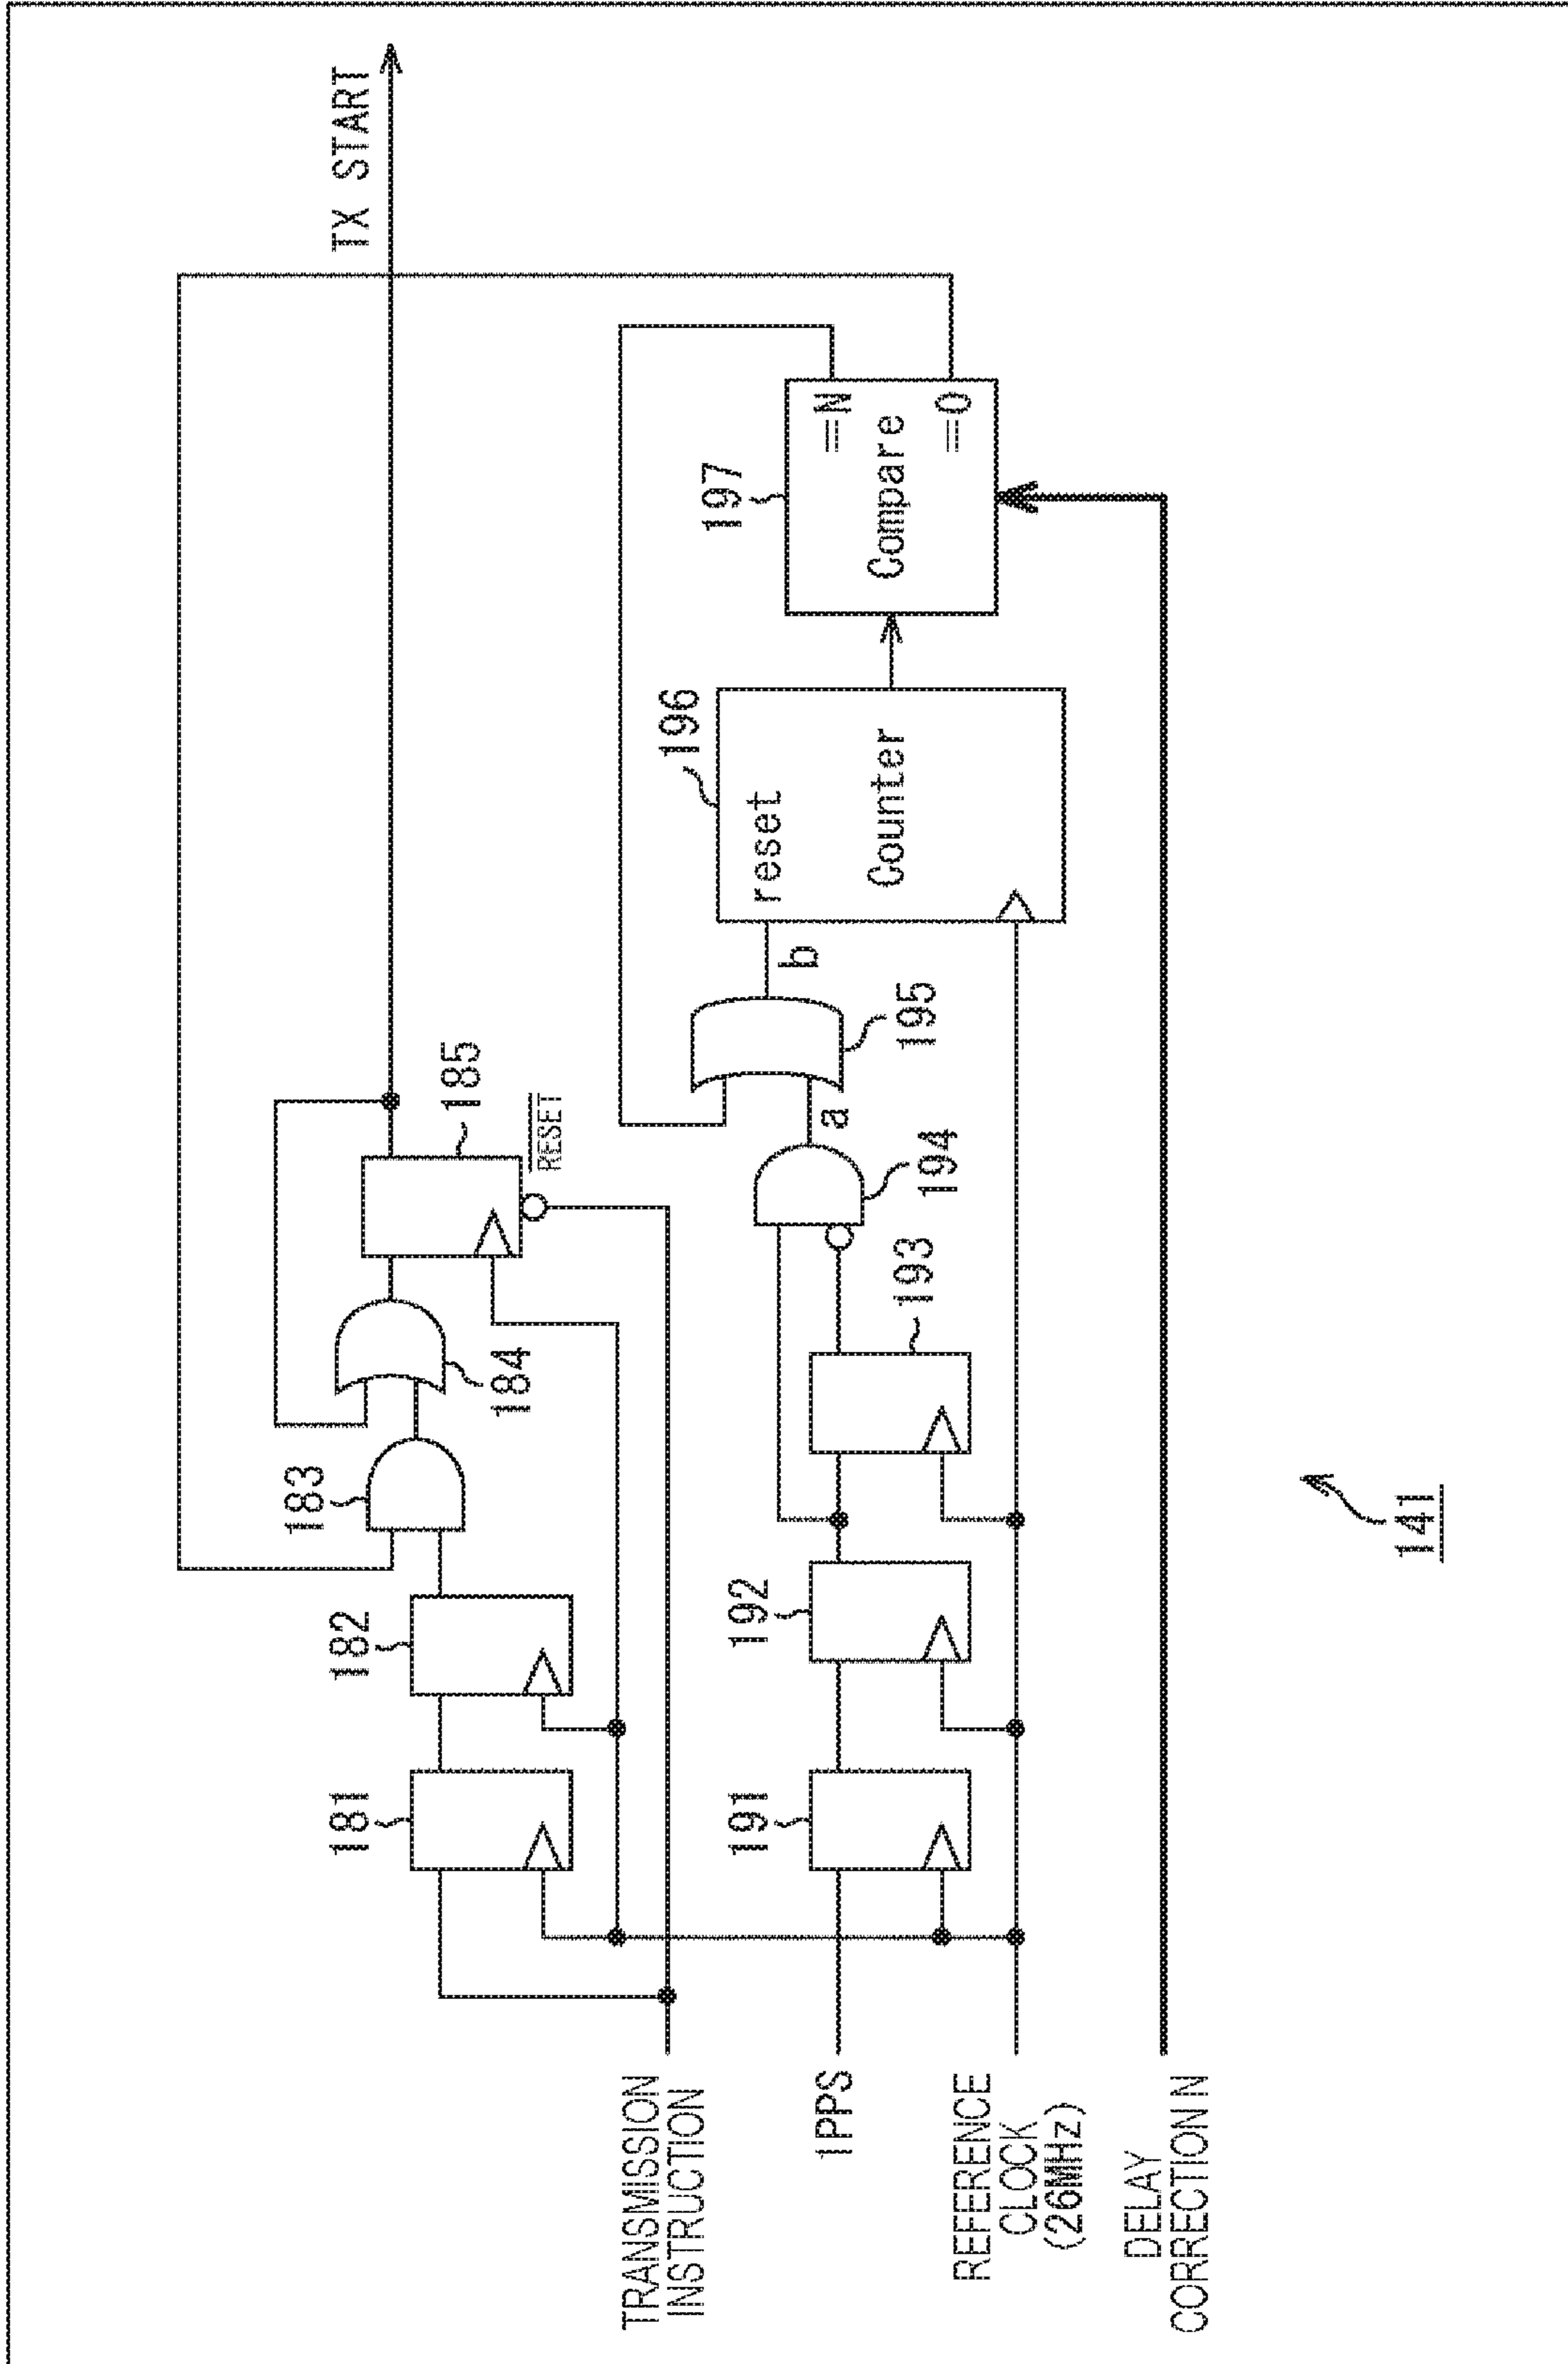 TX START
181
182
183
184
185
RESET
TRANSMISSION
INSTRUCTION
1PPS
191
192
193
194
a
195
b
196
reset
Counter
197
Compare
=N
=0
REFERENCE
CLOCK
(26MHz)
DELAY
CORRECTION N
141